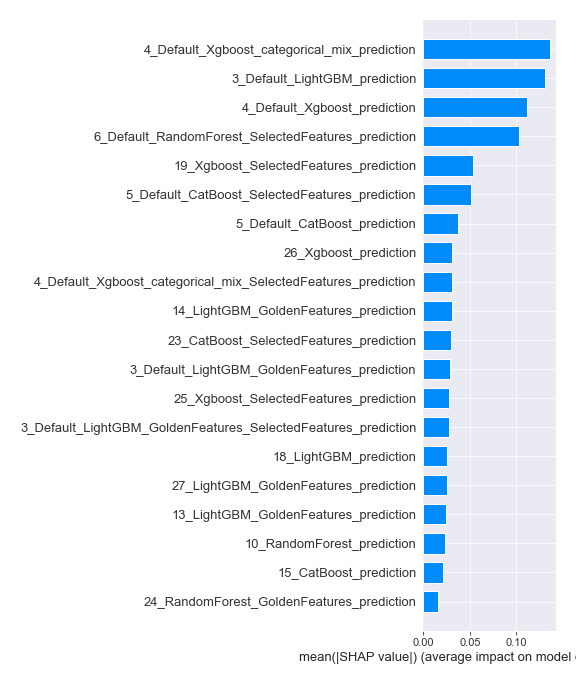 4_Default_Xgboost_categorical_mix_prediction
3_Default_LightGBM_prediction
4_Default_Xgboost_prediction
6_Default_RandomForest_SelectedFeatures_prediction
19_Xgboost_SelectedFeatures_prediction
5_Default_CatBoost_SelectedFeatures_prediction
5_Default_CatBoost_prediction
26_Xgboost_prediction
4_Default_Xgboost_categorical_mix_SelectedFeatures_prediction
14_LightGBM_GoldenFeatures_prediction
23_CatBoost_SelectedFeatures_prediction
3_Default_LightGBM_GoldenFeatures_prediction
25_Xgboost_SelectedFeatures_prediction
3_Default_LightGBM_GoldenFeatures_SelectedFeatures_prediction
18_LightGBM_prediction
27_LightGBM_GoldenFeatures_prediction
13_LightGBM_GoldenFeatures_prediction
10_RandomForest_prediction
15_CatBoost_prediction
24_RandomForest_GoldenFeatures_prediction
0.00 0.05 0.10
mean(|SHAP value|) (average impact on model